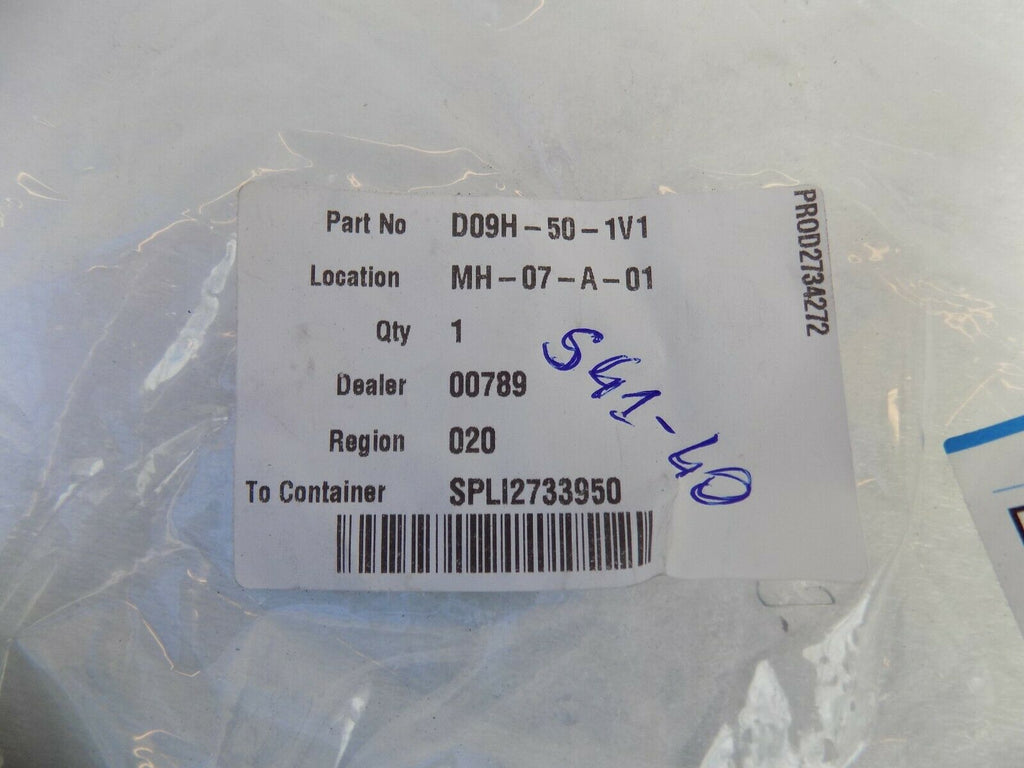 Part No D09H-50-1V1
Location MH-07-A-01
Qty 1
Dealer 00789
Region 020
To Container SPLI2733950
PROD2734272
541-40